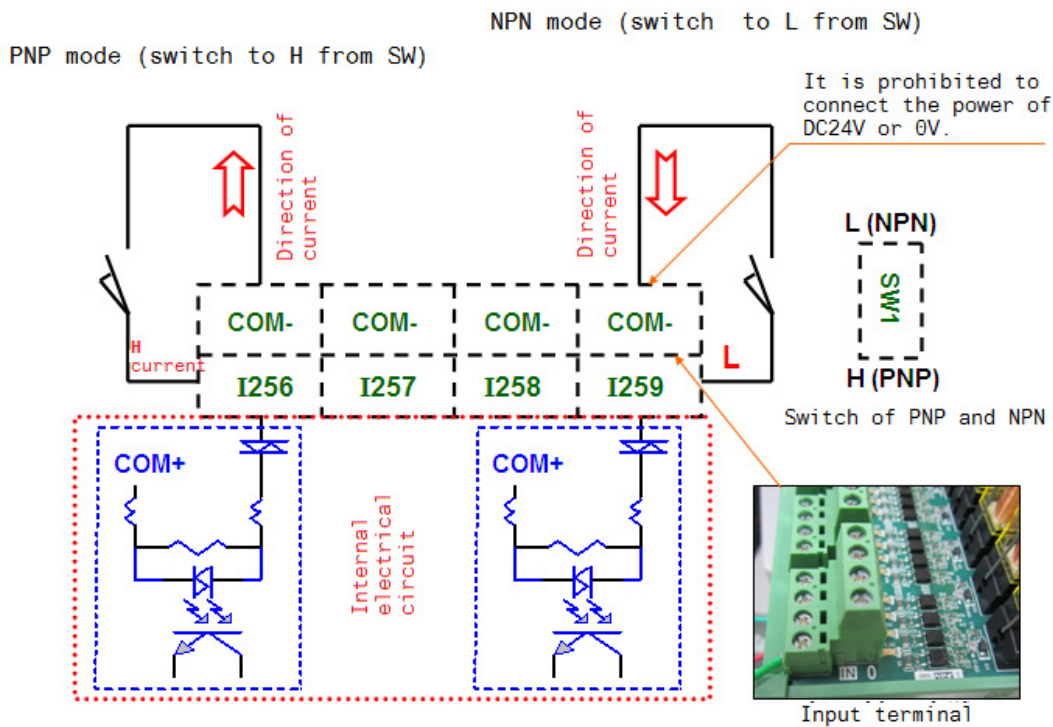 NPN mode (switch to L from SW)
PNP mode (switch to H from SW)
It is prohibited to
connect the power of
DC24V or 0V.
Direction of
current
Direction of
current
L (NPN)
SW1
H (PNP)
Switch of PNP and NPN
COM-
COM-
COM-
COM-
H
current
L
I256
I257
I258
I259
COM+
COM+
Internal
electrical
circuit
IN 0
Input terminal